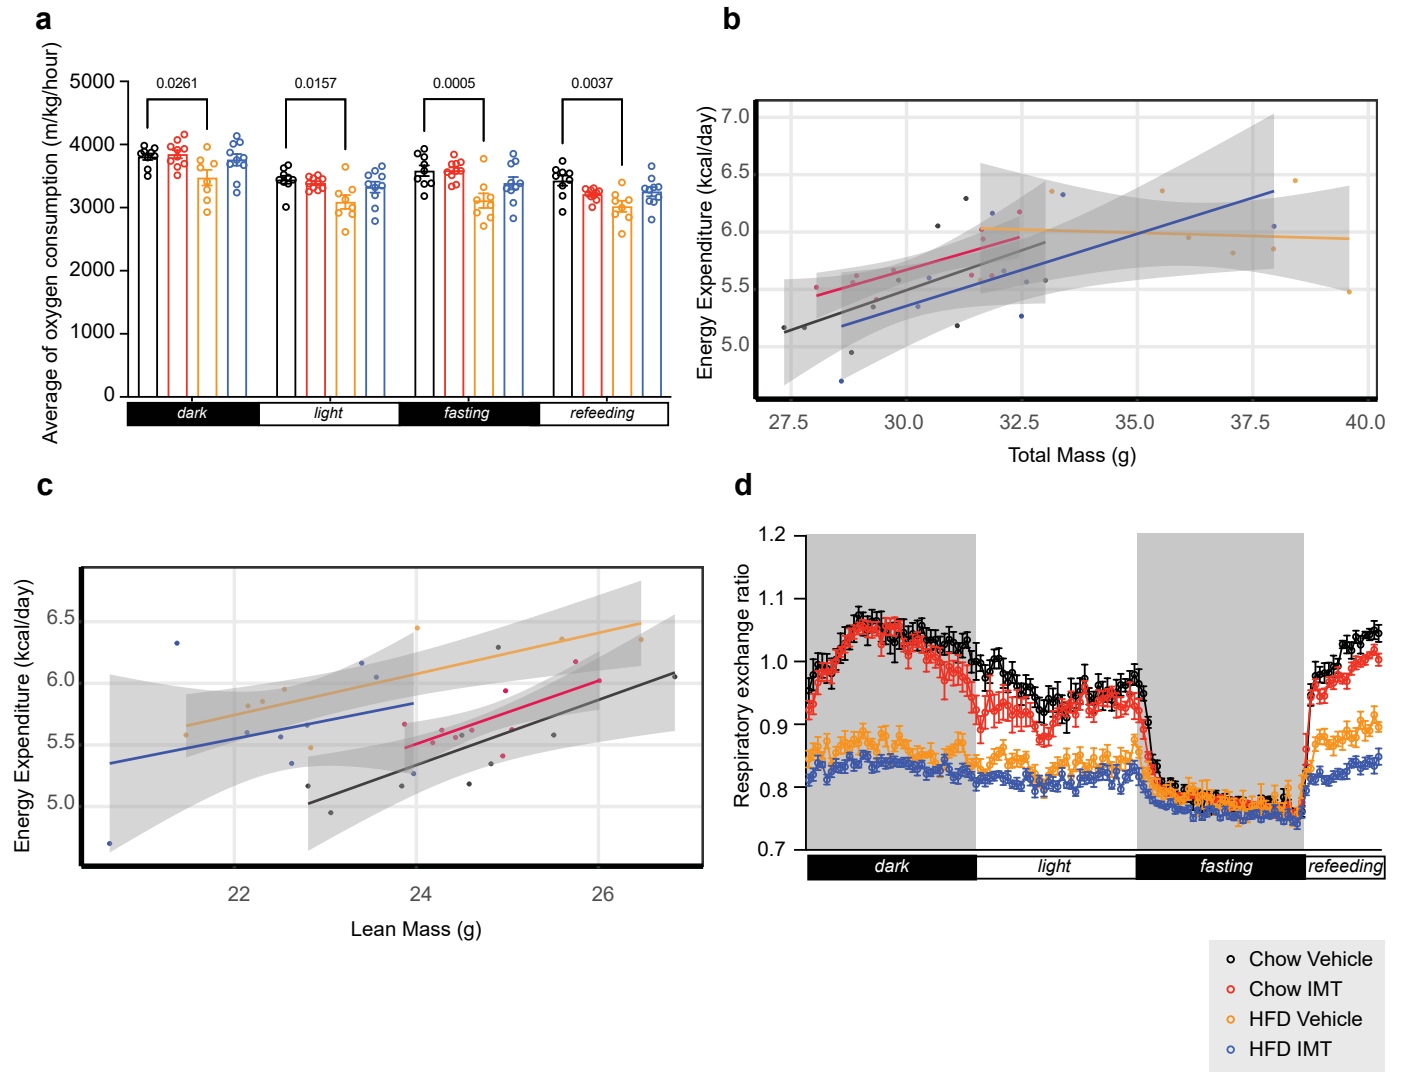 a
Average of oxygen consumption (m/kg/hour)
5000
4000
3000
2000
1000
0
0.0261
0.0157
0.0005
0.0037
dark
light
fasting
refeeding
b
Energy Expenditure (kcal/day)
7.0
6.5
6.0
5.5
5.0
27.5
30.0
32.5
35.0
37.5
40.0
Total Mass (g)
c
Energy Expenditure (kcal/day)
6.5
6.0
5.5
5.0
22
24
26
Lean Mass (g)
d
Respiratory exchange ratio
1.2
1.1
1.0
0.9
0.8
0.7
dark
light
fasting
refeeding
Chow Vehicle
Chow IMT
HFD Vehicle
HFD IMT